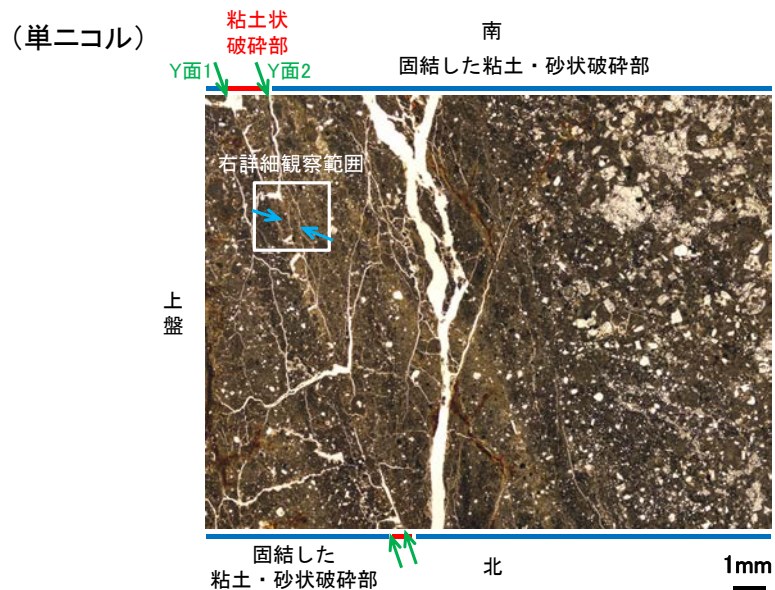 (単ニコル)
粘土状
破砕部
Y面1
Y面2
南
固結した粘土・砂状破砕部
右詳細観察範囲
上
盤
固結した
粘土・砂状破砕部
北
1mm